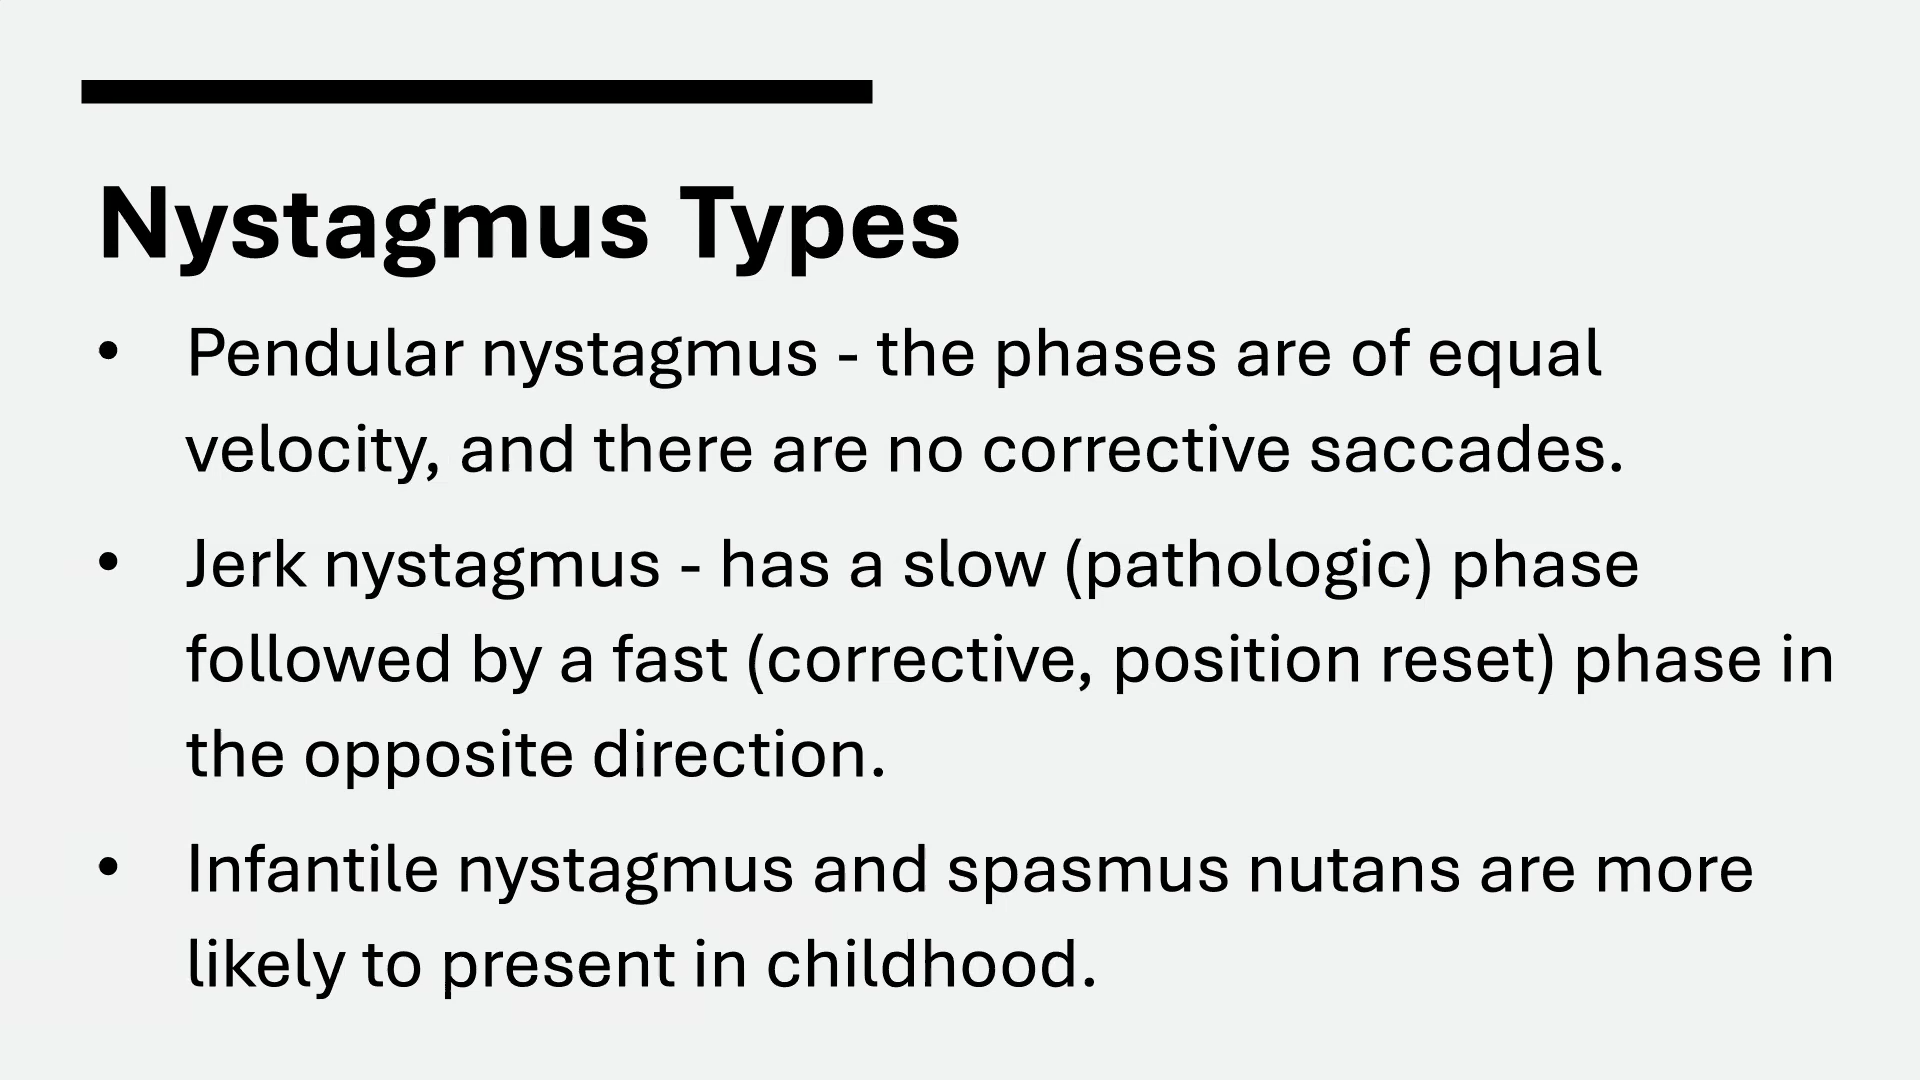 Nystagmus Types
• Pendular nystagmus - the phases are of equal
velocity, and there are no corrective saccades.
• Jerk nystagmus - has a slow (pathologic) phase
followed by a fast (corrective, position reset) phase in
the opposite direction.
• Infantile nystagmus and spasmus nutans are more
likely to present in childhood.